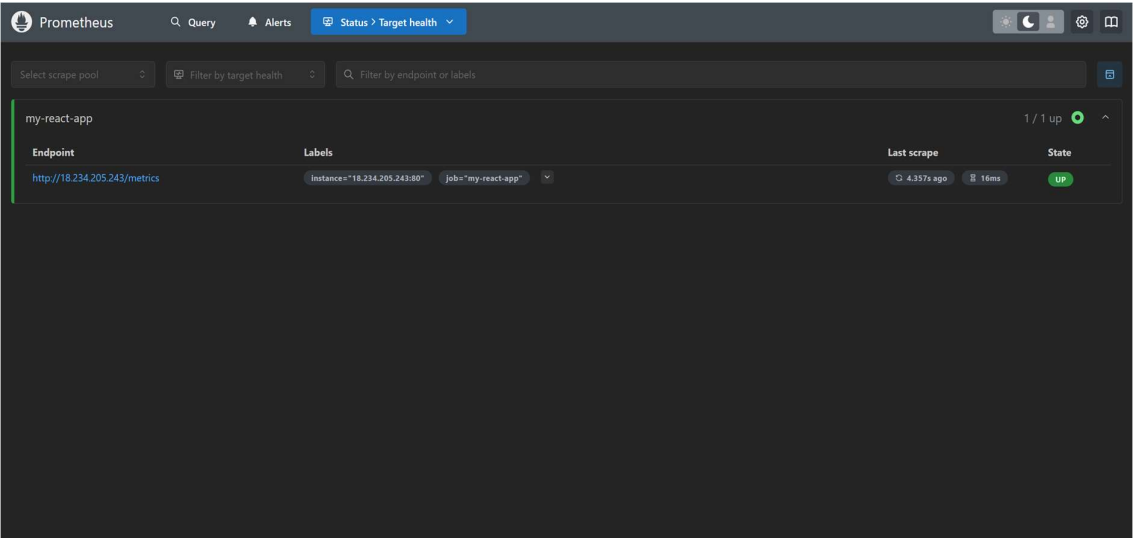 Prometheus Query Alerts Status > Target health
Select scrape pool Filter by target health Filter by endpoint or labels
my-react-app 1 / 1 up
Endpoint Labels Last scrape State
http://18.234.205.243/metrics instance="18.234.205.243:80" job="my-react-app" 4.357s ago 16ms UP